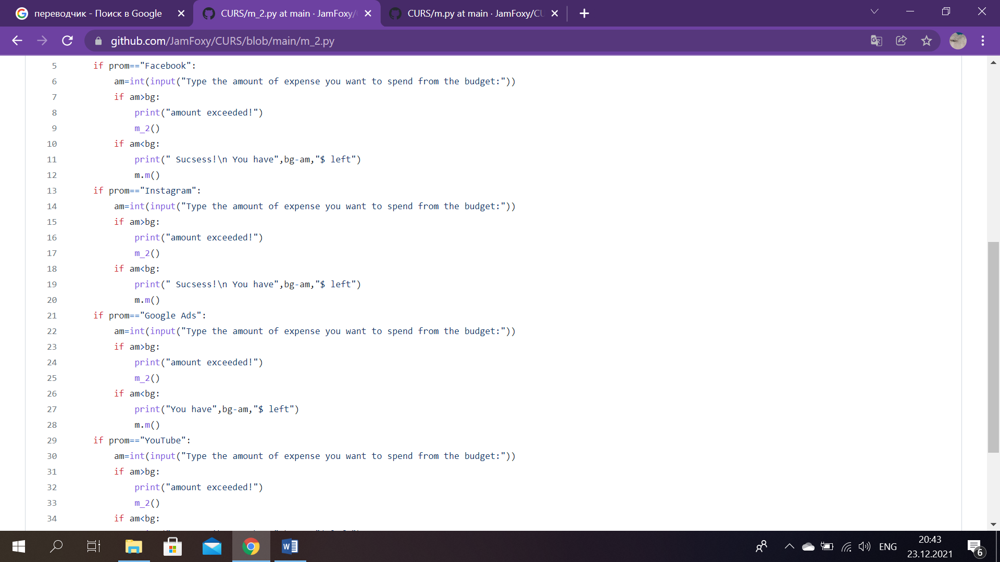 переводчик - Поиск в Google
CURS/m_2.py at main · JamFoxy/
CURS/m.py at main · JamFoxy/CU
github.com/JamFoxy/CURS/blob/main/m_2.py
5 if prom=="Facebook":
6 am=int(input("Type the amount of expense you want to spend from the budget:"))
7 if am>bg:
8 print("amount exceeded!")
9 m_2()
10 if am<bg:
11 print(" Sucsess!\n You have",bg-am,"$ left")
12 m.m()
13 if prom=="Instagram":
14 am=int(input("Type the amount of expense you want to spend from the budget:"))
15 if am>bg:
16 print("amount exceeded!")
17 m_2()
18 if am<bg:
19 print(" Sucsess!\n You have",bg-am,"$ left")
20 m.m()
21 if prom=="Google Ads":
22 am=int(input("Type the amount of expense you want to spend from the budget:"))
23 if am>bg:
24 print("amount exceeded!")
25 m_2()
26 if am<bg:
27 print("You have",bg-am,"$ left")
28 m.m()
29 if prom=="YouTube":
30 am=int(input("Type the amount of expense you want to spend from the budget:"))
31 if am>bg:
32 print("amount exceeded!")
33 m_2()
34 if am<bg:
W
ENG
20:43
23.12.2021
6